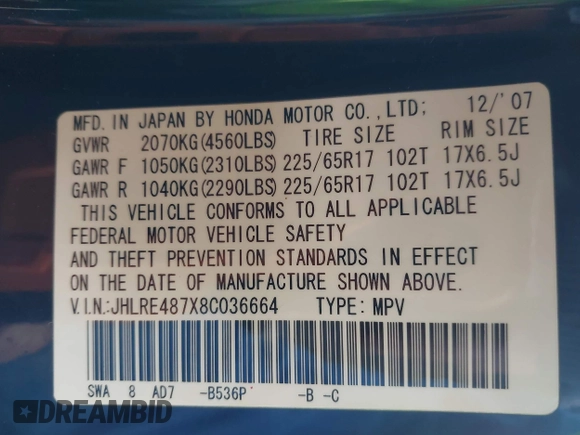 MFD. IN JAPAN BY HONDA MOTOR CO., LTD; 12/'07
GVWR 2070KG(4560LBS) TIRE SIZE RIM SIZE
GAWR F 1050KG(2310LBS) 225/65R17 102T 17X6.5J
GAWR R 1040KG(2290LBS) 225/65R17 102T 17X6.5J
THIS VEHICLE CONFORMS TO ALL APPLICABLE
FEDERAL MOTOR VEHICLE SAFETY
AND THEFT PREVENTION STANDARDS IN EFFECT
ON THE DATE OF MANUFACTURE SHOWN ABOVE.
V.I.N.:JHLRE487X8C036664 TYPE: MPV
SWA 8 AD7 -B536P -B -C
DREAMBID